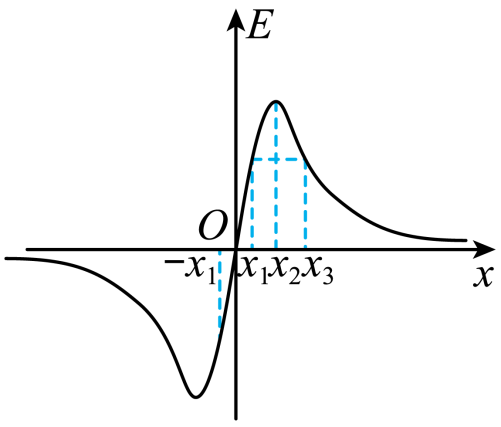 E
O
-x₁ x₁ x₂ x₃
x